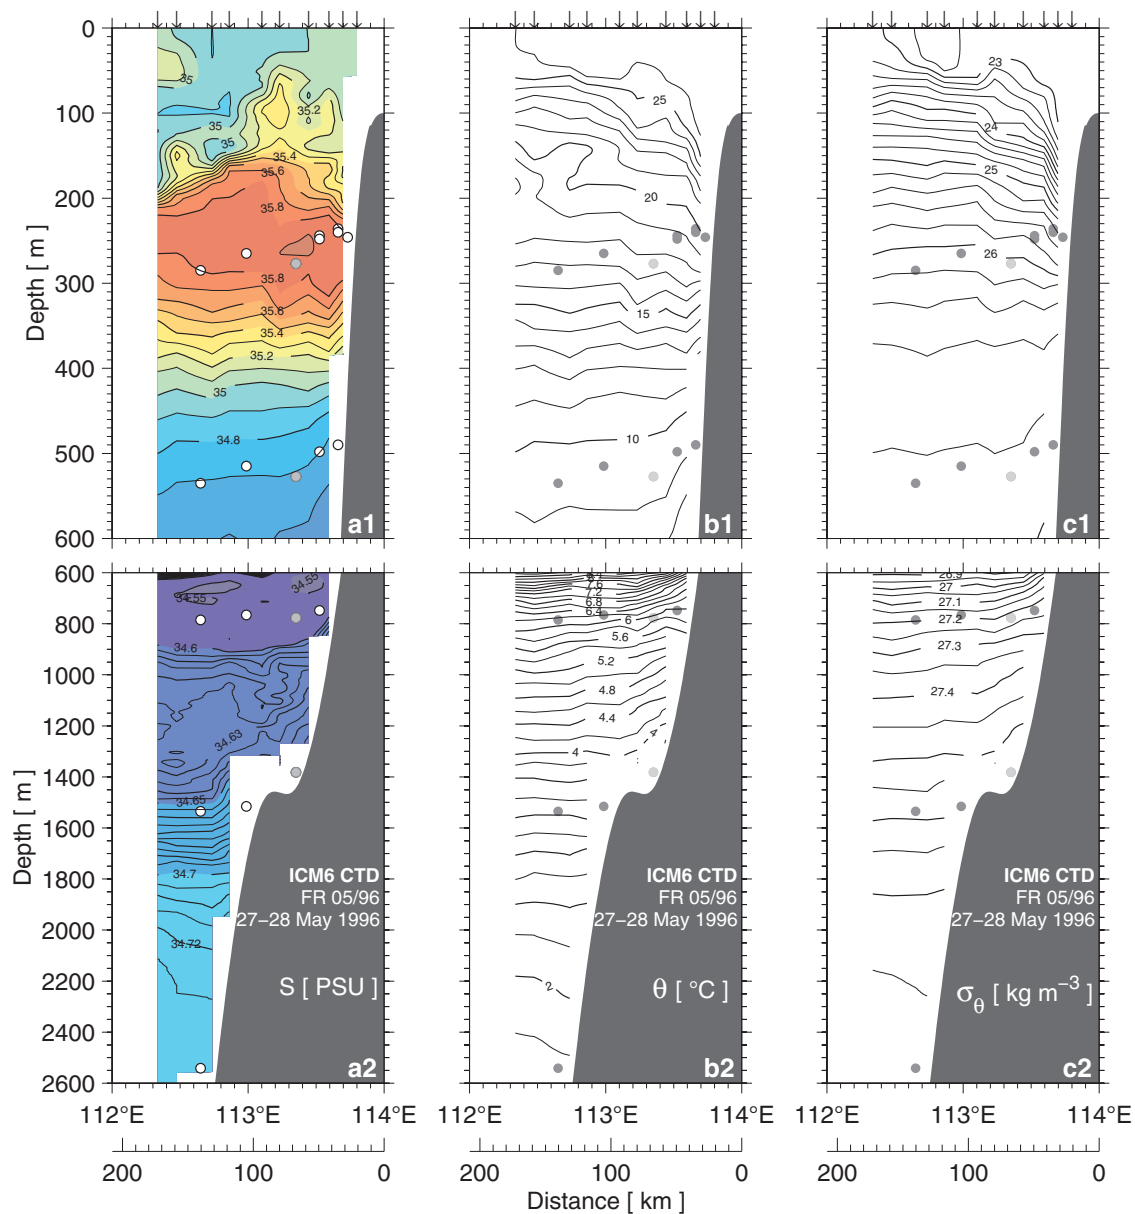 0
100
200
300
400
500
600
Depth [ m ]
35
35.2
35
35
35.4
35.6
35.8
35.8
35.6
35.4
35.2
35
34.8
a1
25
20
15
10
b1
23
24
25
26
c1
600
800
1000
1200
1400
1600
1800
2000
2200
2400
2600
Depth [ m ]
34.55
34.55
34.6
34.63
34.65
34.7
34.72
ICM6 CTD
FR 05/96
27–28 May 1996
S [ PSU ]
a2
7.6
7.2
6.8
6.4
6
5.6
5.2
4.8
4.4
4
4
2
ICM6 CTD
FR 05/96
27–28 May 1996
θ [ °C ]
b2
26.9
27
27.1
27.2
27.3
27.4
ICM6 CTD
FR 05/96
27–28 May 1996
σθ [ kg m−3 ]
c2
112°E 113°E 112°E 113°E 112°E 113°E 114°E
200 100 0 200 100 0 200 100 0
Distance [ km ]